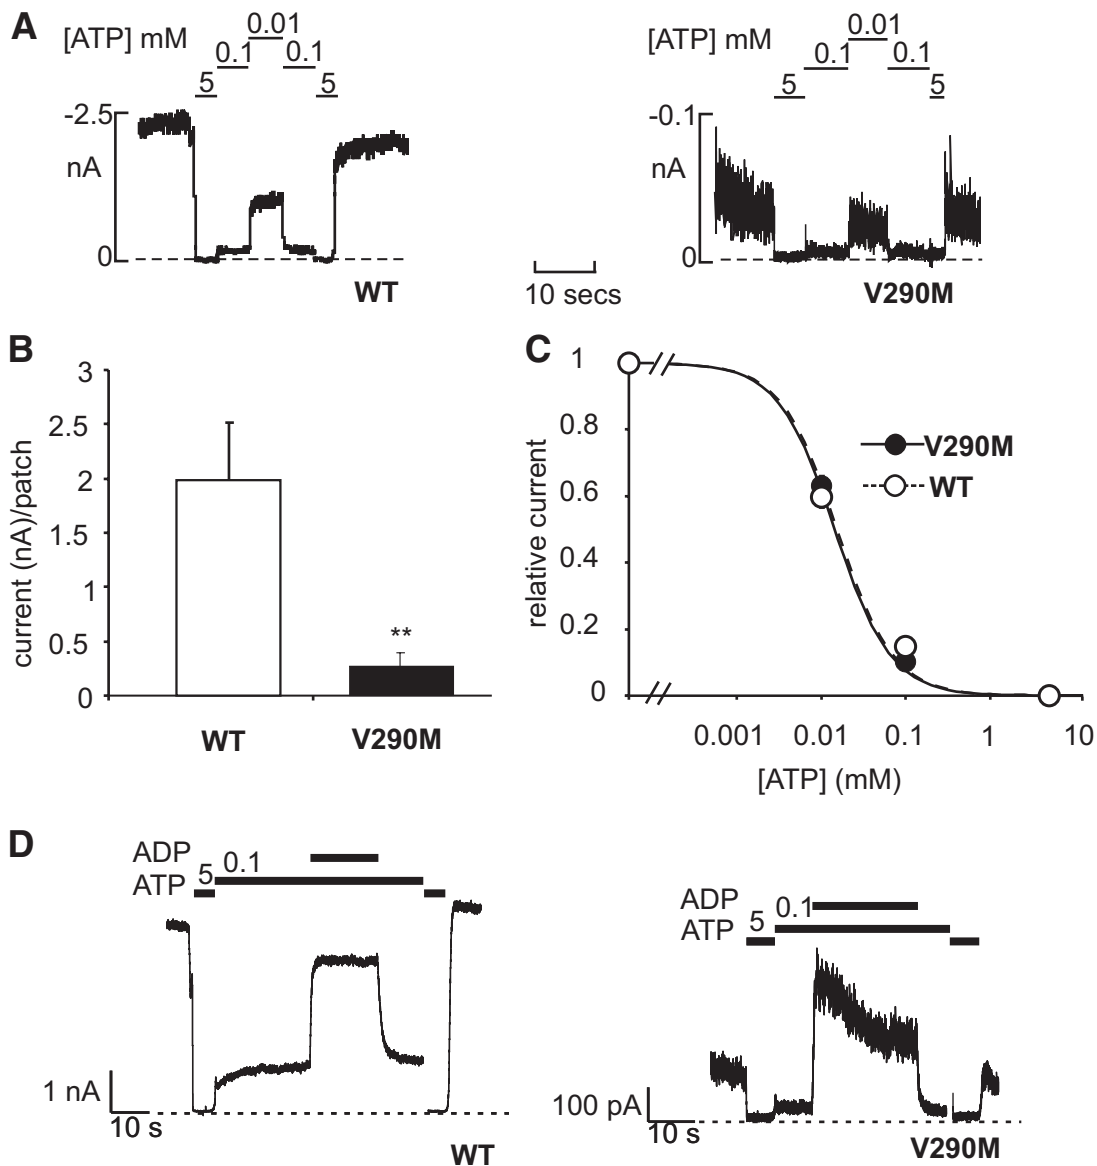 A
[ATP] mM
0.01
0.1
0.1
5
5
-2.5
nA
0
WT
10 secs
[ATP] mM
0.01
0.1
0.1
5
5
-0.1
nA
0
V290M
B
3
2.5
2
1.5
1
0.5
0
current (nA)/patch
**
WT
V290M
C
1
0.8
0.6
0.4
0.2
0
relative current
V290M
WT
0.001
0.01
0.1
1
10
[ATP] (mM)
D
ADP
ATP
5
0.1
1 nA
10 s
WT
ADP
ATP
5
0.1
100 pA
10 s
V290M